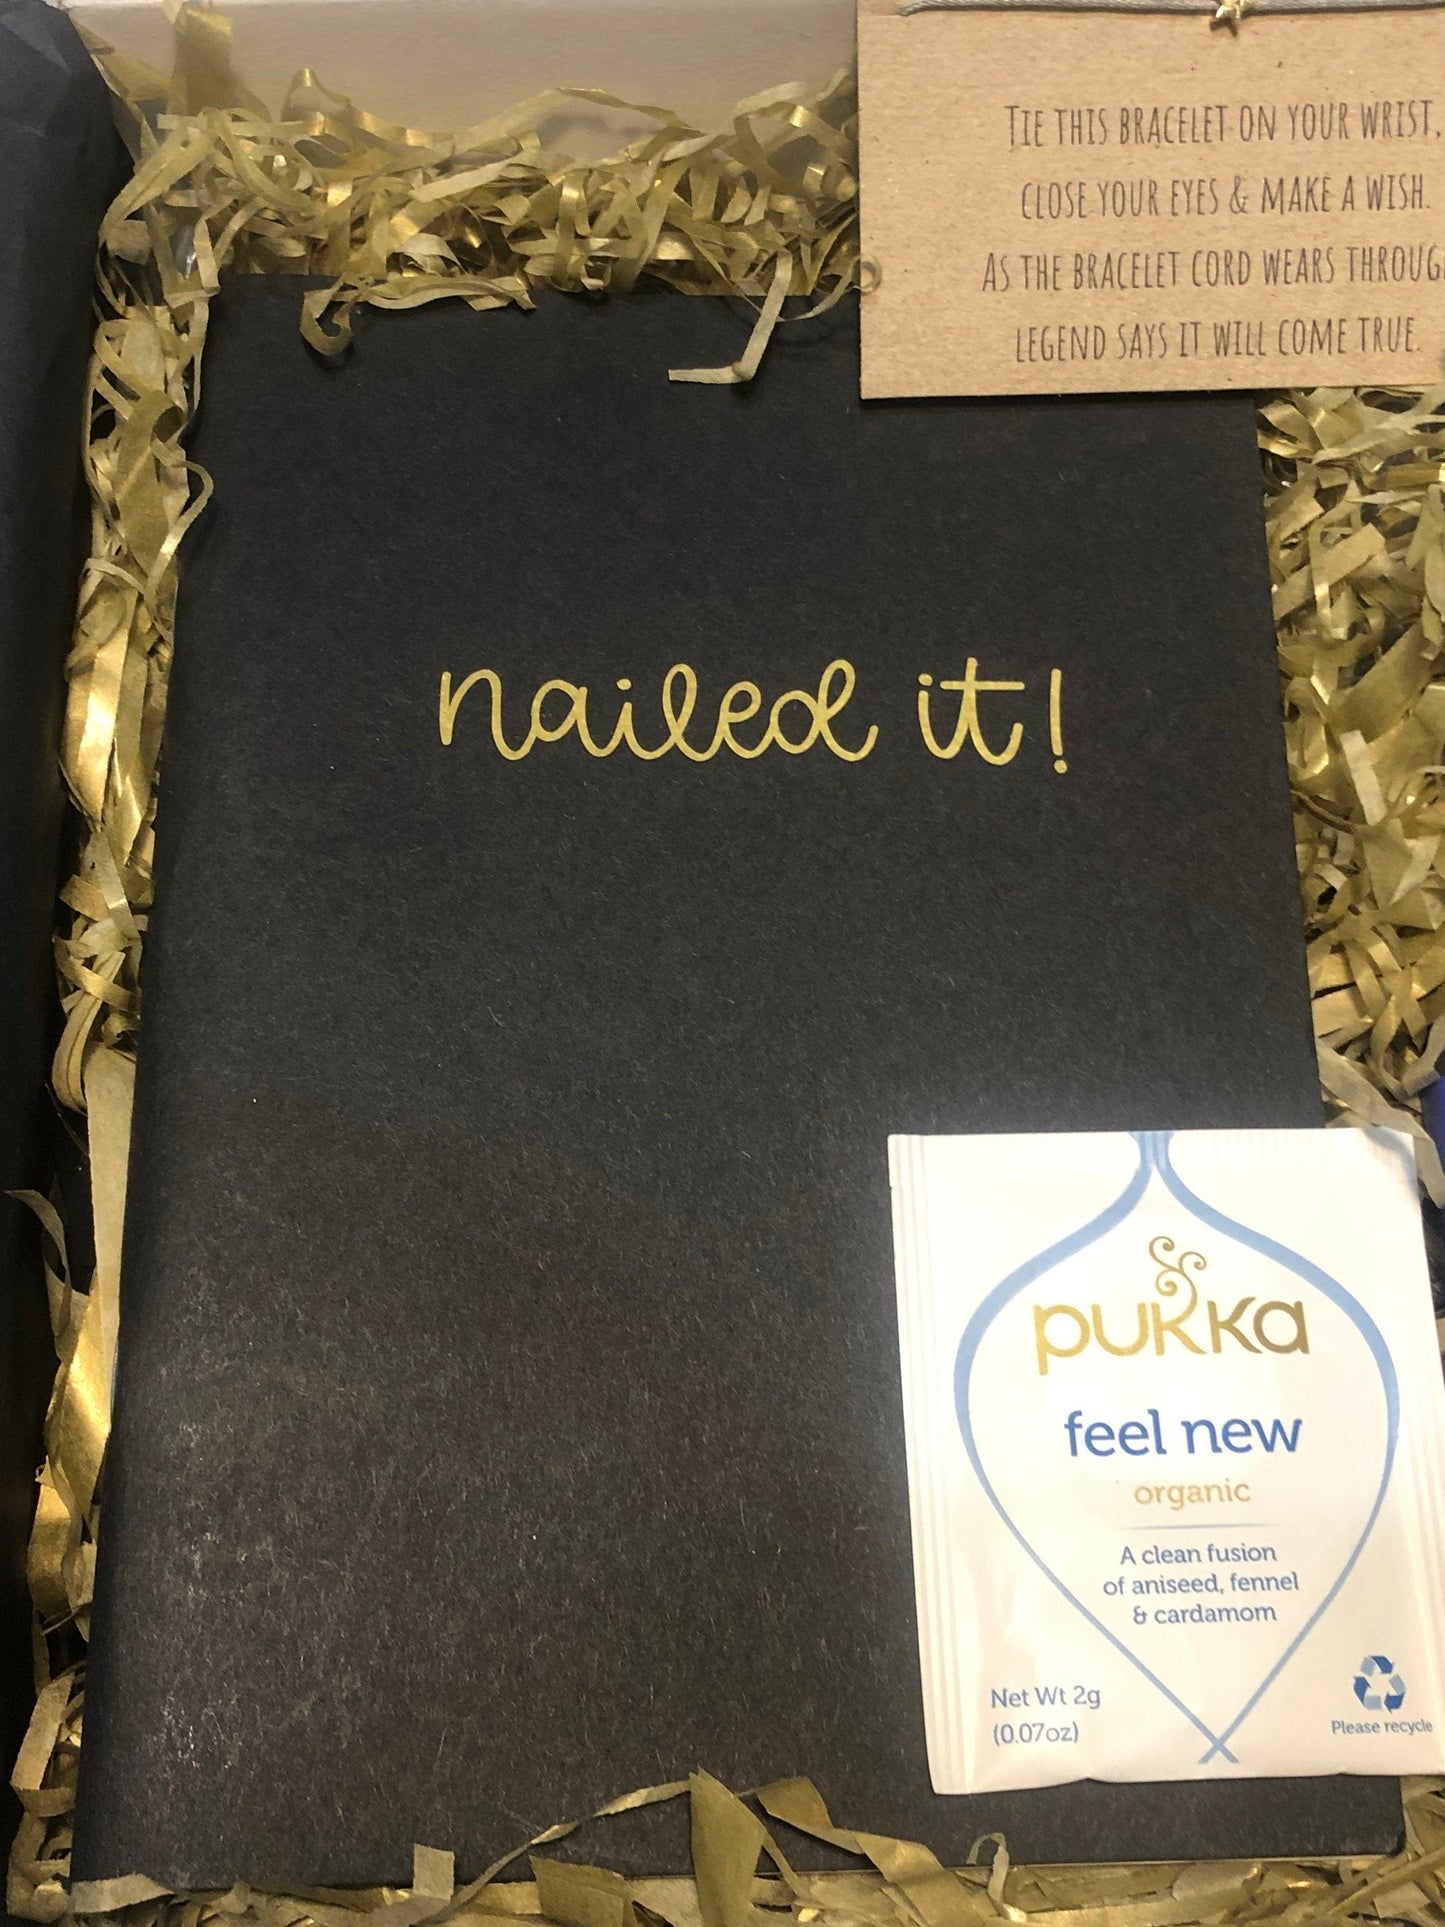 TIE THIS BRACELET ON YOUR WRIST,
CLOSE YOUR EYES & MAKE A WISH.
AS THE BRACELET CORD WEARS THROUG
LEGEND SAYS IT WILL COME TRUE.
nailed it!
pukka
feel new
organic
A clean fusion
of aniseed, fennel
& cardamom
Net Wt 2g
(0.07oz)
Please recycle